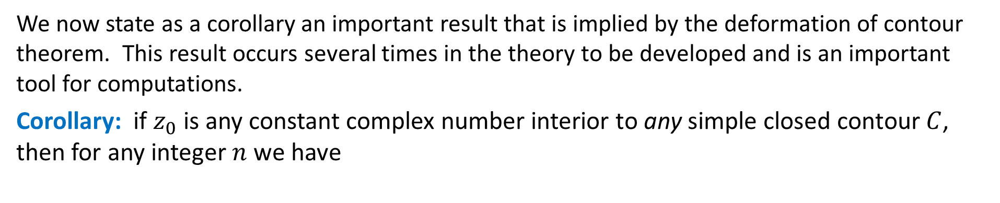 We now state as a corollary an important result that is implied by the deformation of contour
theorem.  This result occurs several times in the theory to be developed and is an important
tool for computations.
Corollary:  if z₀ is any constant complex number interior to any simple closed contour C,
then for any integer n we have